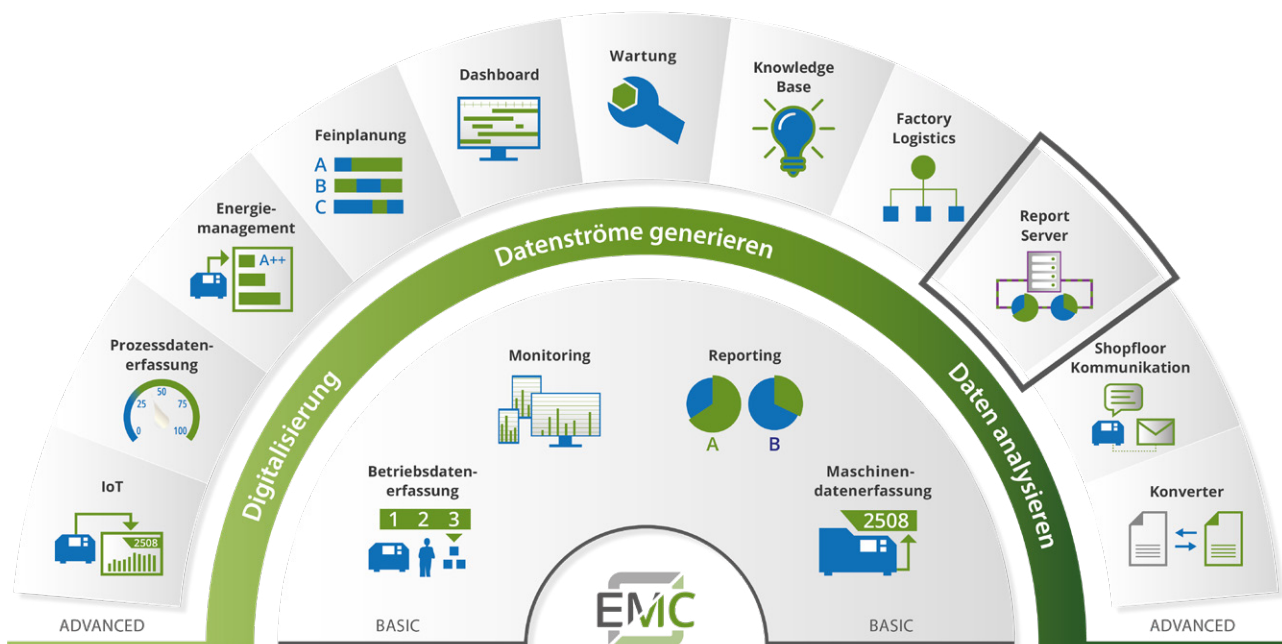 Wartung
Dashboard
Knowledge
Base
Feinplanung
A
B
C
Factory
Logistics
Energie-
management
A++
Report
Server
Datenströme generieren
Digitalisierung
Daten analysieren
Prozessdaten-
erfassung
0
25
50
75
100
Monitoring
Reporting
A
B
Shopfloor
Kommunikation
IoT
2508
Betriebsdaten-
erfassung
1 2 3
Maschinen-
datenerfassung
2508
Konverter
EMC
ADVANCED
BASIC
BASIC
ADVANCED